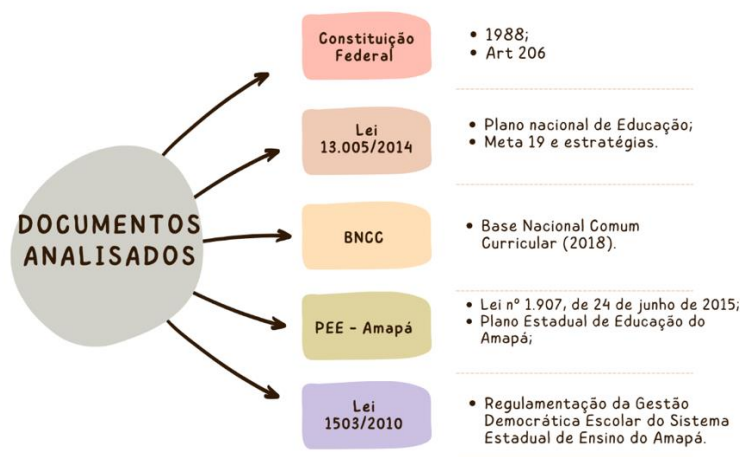 DOCUMENTOS
ANALISADOS
Constituição
Federal
• 1988;
• Art 206
Lei
13.005/2014
• Plano nacional de Educação;
• Meta 19 e estratégias.
BNCC
• Base Nacional Comum
Curricular (2018).
PEE - Amapá
• Lei nº 1.907, de 24 de junho de 2015;
• Plano Estadual de Educação do
Amapá;
Lei
1503/2010
• Regulamentação da Gestão
Democrática Escolar do Sistema
Estadual de Ensino do Amapá.